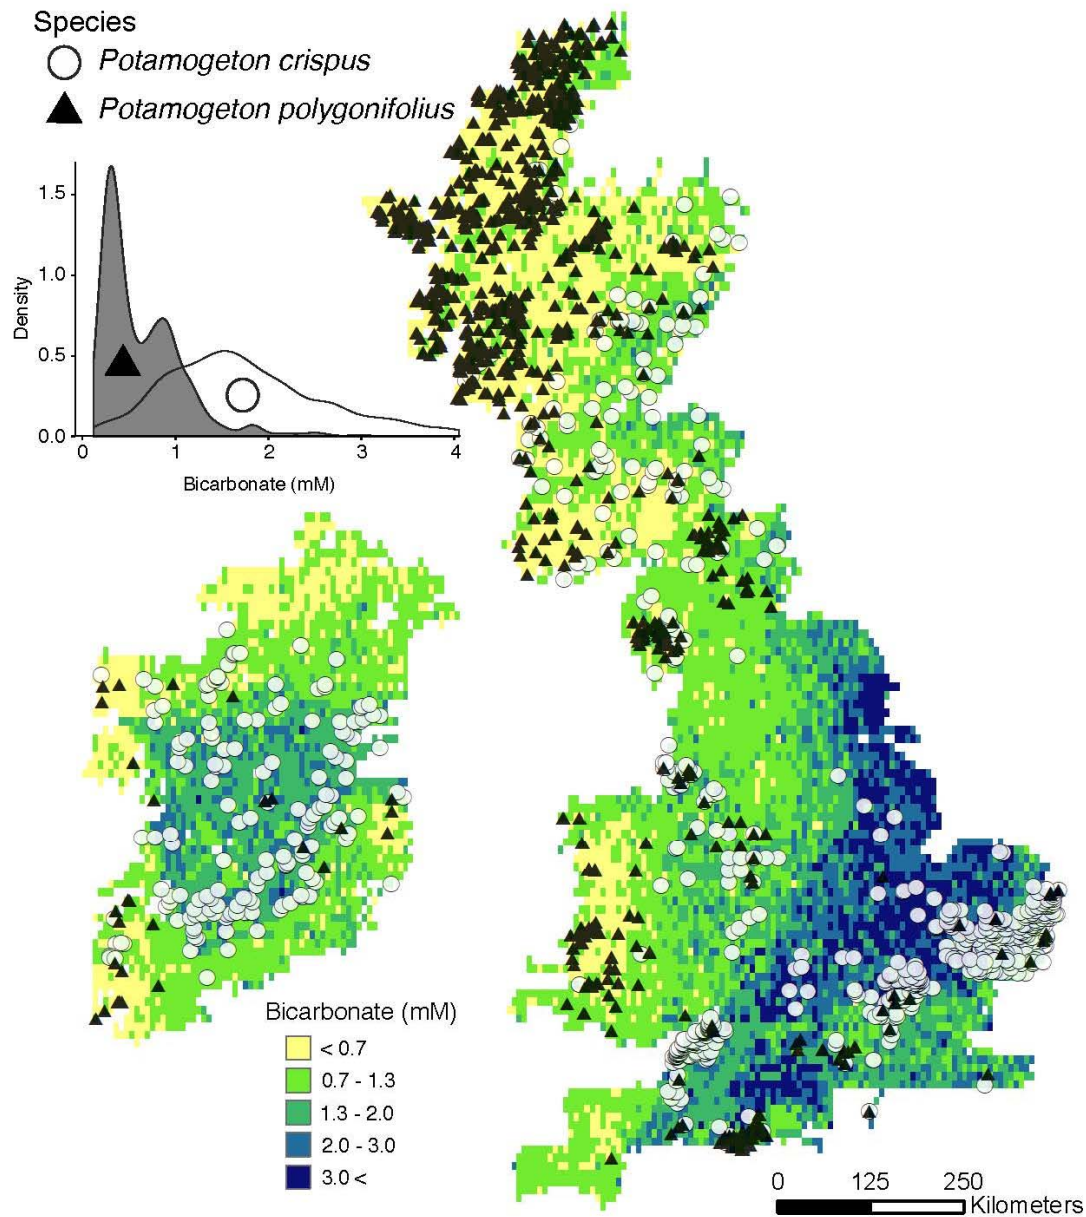 Species
Potamogeton crispus
Potamogeton polygonifolius
1.5
1.0
0.5
0.0
Density
0 1 2 3 4
Bicarbonate (mM)
Bicarbonate (mM)
< 0.7
0.7 - 1.3
1.3 - 2.0
2.0 - 3.0
3.0 <
0 125 250
Kilometers